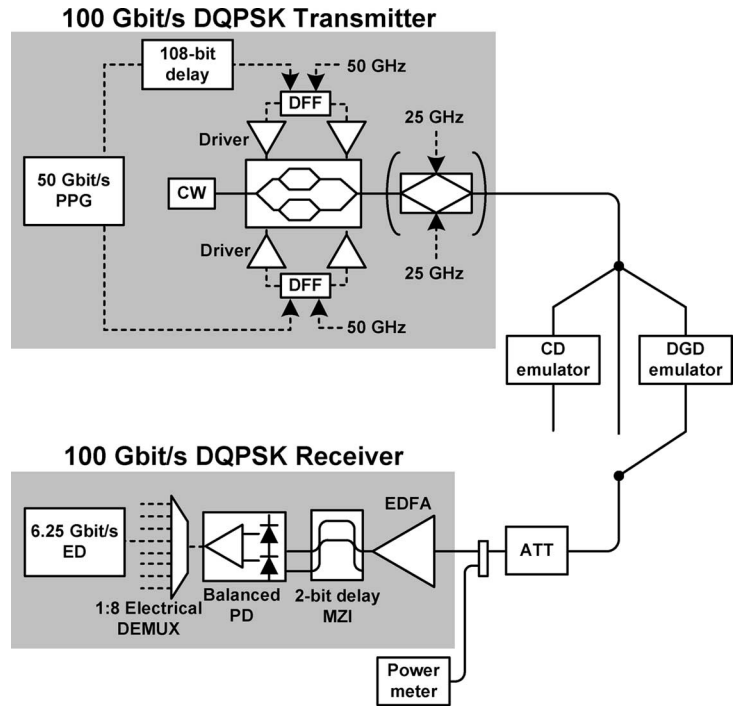 100 Gbit/s DQPSK Transmitter
108-bit
delay
50 GHz
DFF
Driver
25 GHz
50 Gbit/s
PPG
CW
Driver
25 GHz
DFF
50 GHz
CD
emulator
DGD
emulator
100 Gbit/s DQPSK Receiver
EDFA
6.25 Gbit/s
ED
ATT
1:8 Electrical
DEMUX
Balanced
PD
2-bit delay
MZI
Power
meter